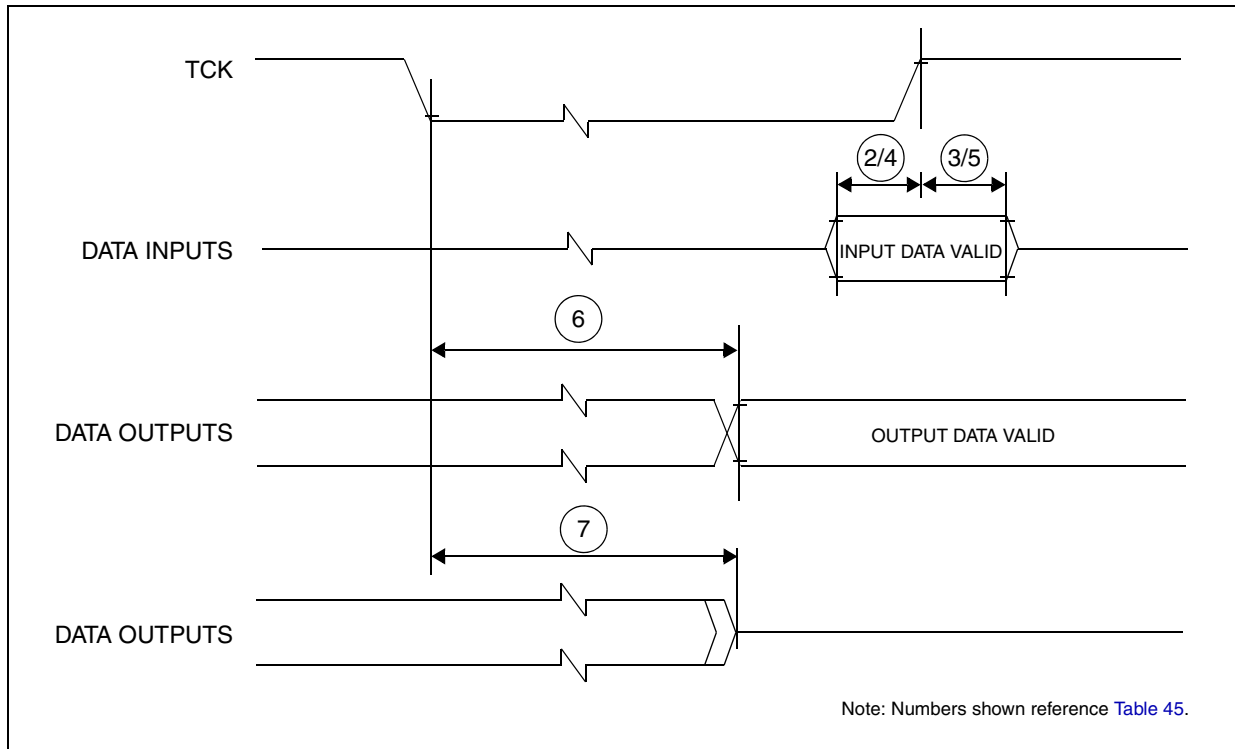 TCK
2/4
3/5
DATA INPUTS
INPUT DATA VALID
6
DATA OUTPUTS
OUTPUT DATA VALID
7
DATA OUTPUTS
Note: Numbers shown reference Table 45.